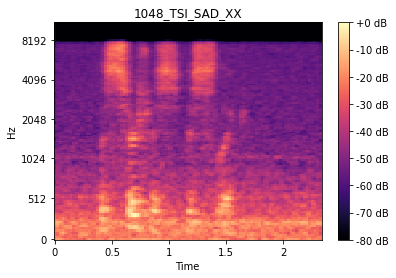 1048_TSI_SAD_XX
Hz
8192
4096
2048
1024
512
0
0
0.5
1
1.5
2
Time
+0 dB
-10 dB
-20 dB
-30 dB
-40 dB
-50 dB
-60 dB
-70 dB
-80 dB